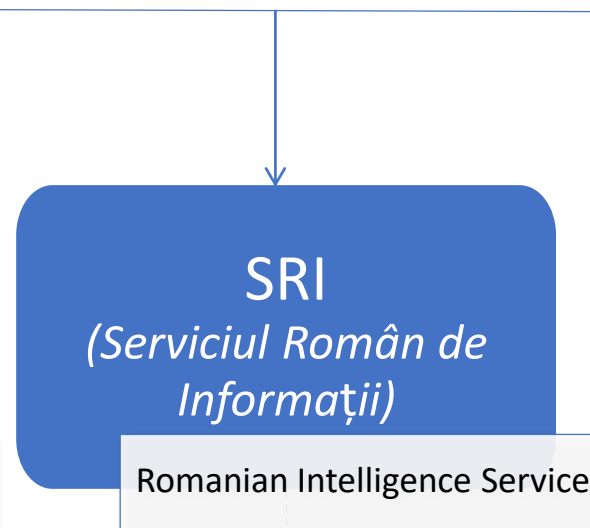 SRI
(Serviciul Român de
Informații)
Romanian Intelligence Service